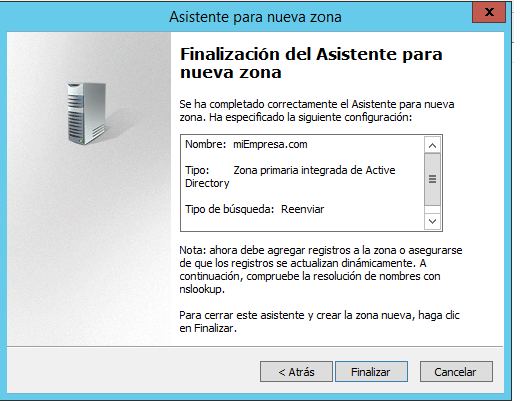 Asistente para nueva zona
x
Finalización del Asistente para
nueva zona
Se ha completado correctamente el Asistente para nueva
zona. Ha especificado la siguiente configuración:
Nombre: miEmpresa.com
Tipo: Zona primaria integrada de Active
Directory
Tipo de búsqueda: Reenviar
Nota: ahora debe agregar registros a la zona o asegurarse
de que los registros se actualizan dinámicamente. A
continuación, compruebe la resolución de nombres con
nslookup.
Para cerrar este asistente y crear la zona nueva, haga clic
en Finalizar.
< Atrás
Finalizar
Cancelar